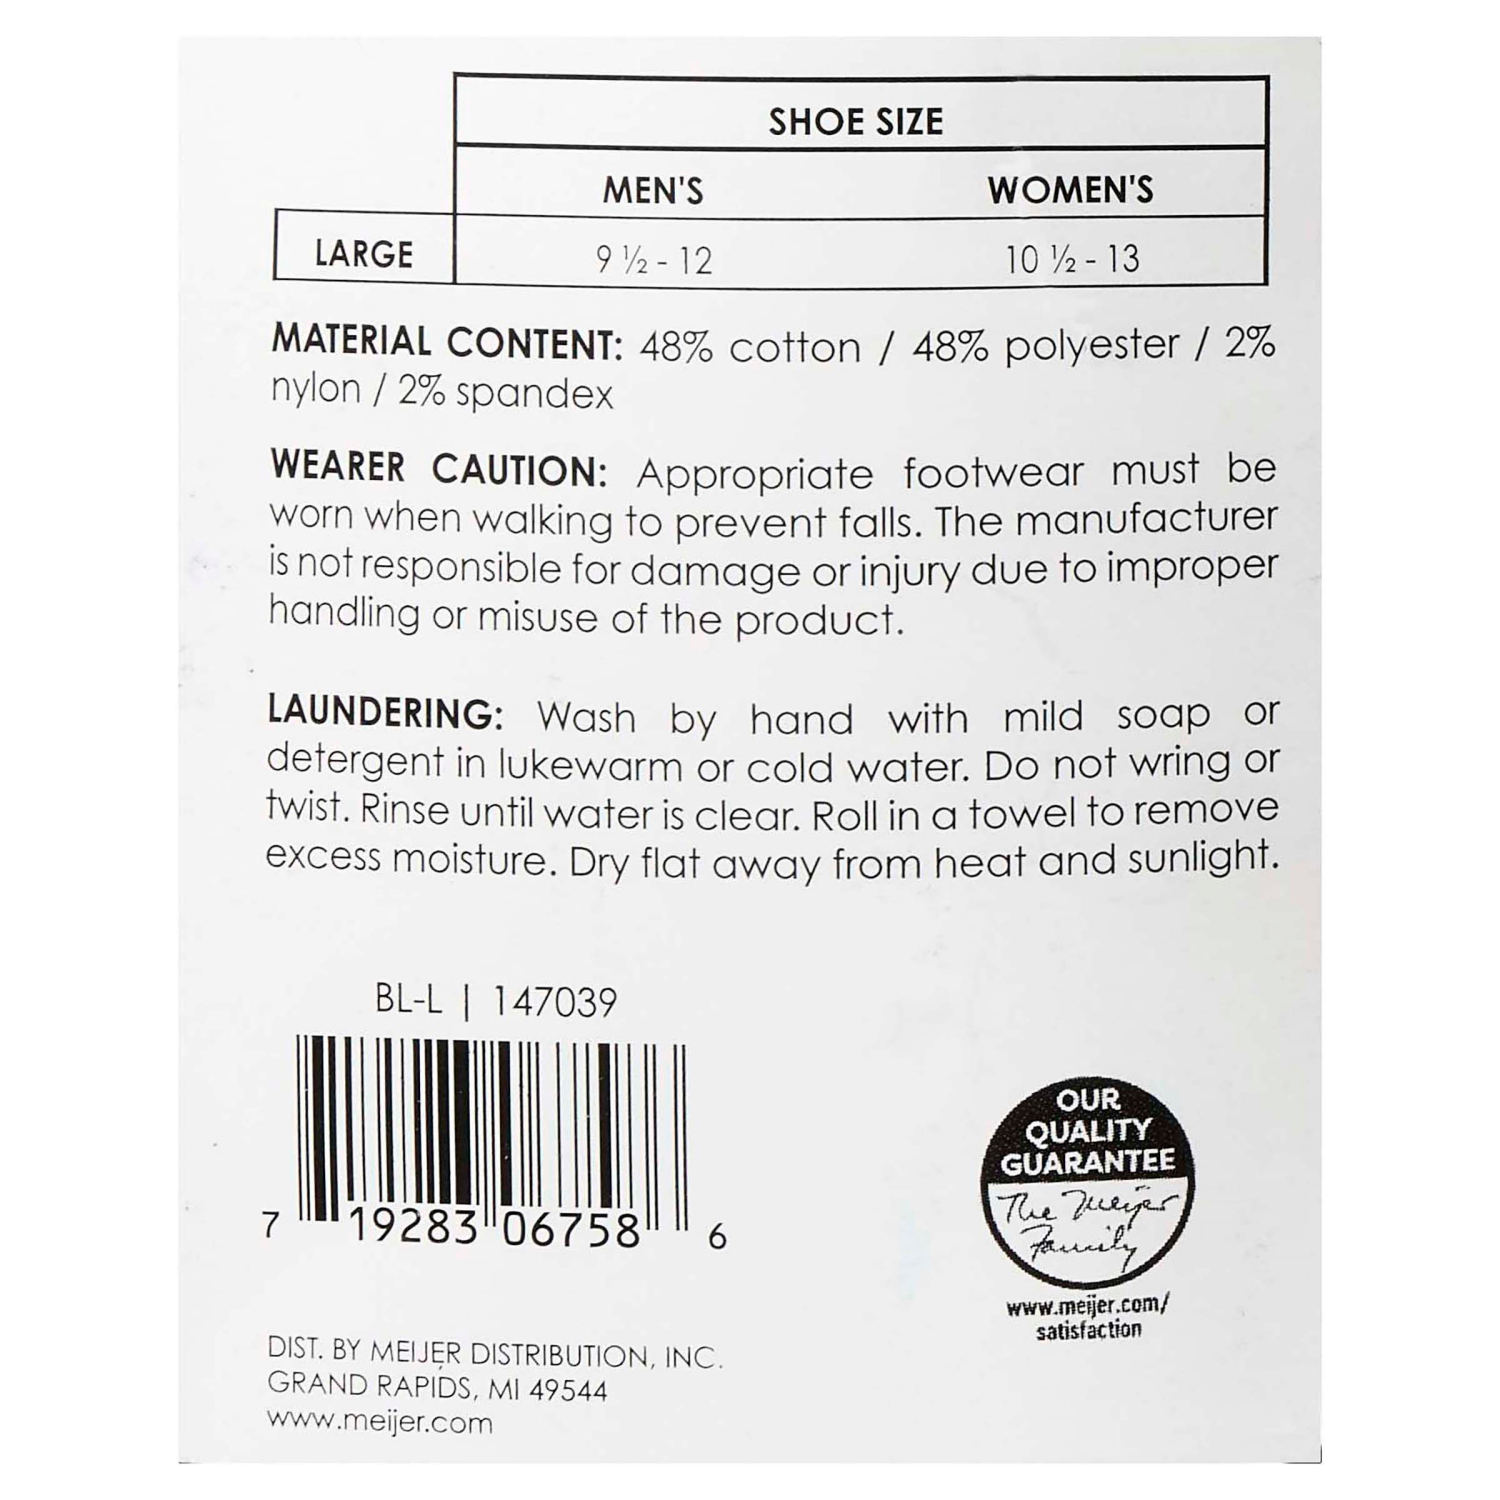 SHOE SIZE
MEN'S WOMEN'S
LARGE 9 ½ - 12 10 ½ - 13
MATERIAL CONTENT: 48% cotton / 48% polyester / 2%
nylon / 2% spandex
WEARER CAUTION: Appropriate footwear must be
worn when walking to prevent falls. The manufacturer
is not responsible for damage or injury due to improper
handling or misuse of the product.
LAUNDERING: Wash by hand with mild soap or
detergent in lukewarm or cold water. Do not wring or
twist. Rinse until water is clear. Roll in a towel to remove
excess moisture. Dry flat away from heat and sunlight.
BL-L | 147039
7 19283 06758 6
OUR
QUALITY
GUARANTEE
The Meijer
Family
www.meijer.com/
satisfaction
DIST. BY MEIJER DISTRIBUTION, INC.
GRAND RAPIDS, MI 49544
www.meijer.com